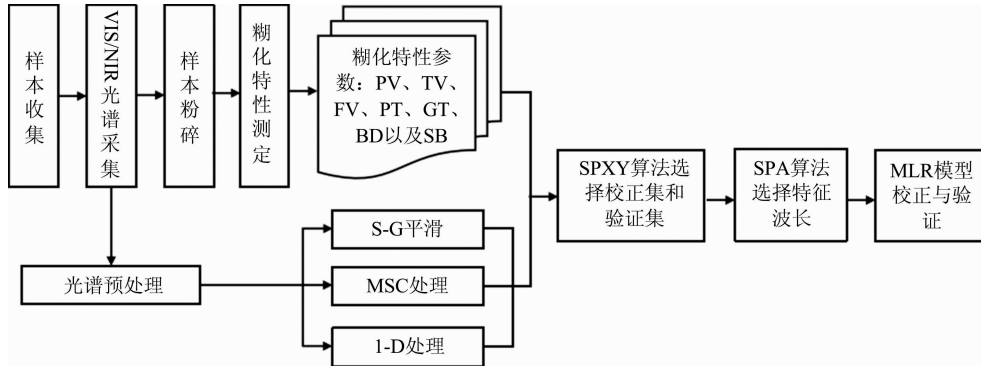 样本收集
VIS/NIR光谱采集
样本粉碎
糊化特性测定
糊化特性参
数：PV、TV、
FV、PT、GT、
BD以及SB
SPXY算法选
择校正集和
验证集
SPA算法
选择特征
波长
MLR模型
校正与验
证
S-G平滑
光谱预处理
MSC处理
1-D处理